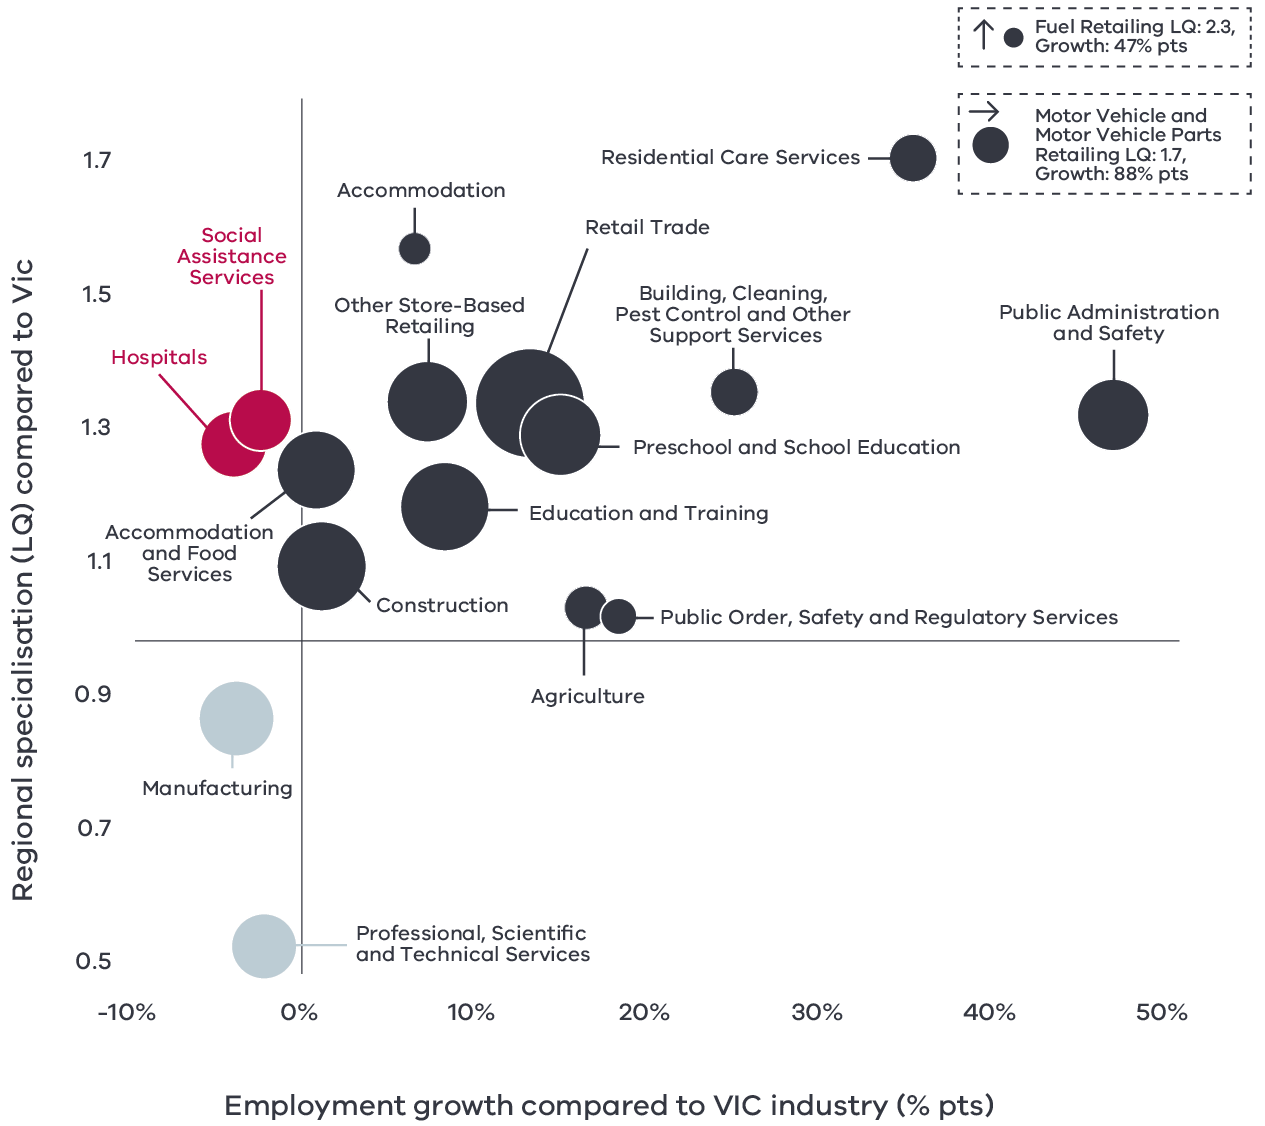 Fuel Retailing LQ: 2.3,
Growth: 47% pts
Motor Vehicle and
Motor Vehicle Parts
Retailing LQ: 1.7,
Growth: 88% pts
Regional specialisation (LQ) compared to Vic
1.7
1.5
1.3
1.1
0.9
0.7
0.5
Residential Care Services
Accommodation
Retail Trade
Social
Assistance
Services
Other Store-Based
Retailing
Building, Cleaning,
Pest Control and Other
Support Services
Public Administration
and Safety
Hospitals
Preschool and School Education
Education and Training
Accommodation
and Food
Services
Construction
Public Order, Safety and Regulatory Services
Agriculture
Manufacturing
Professional, Scientific
and Technical Services
-10%
0%
10%
20%
30%
40%
50%
Employment growth compared to VIC industry (% pts)